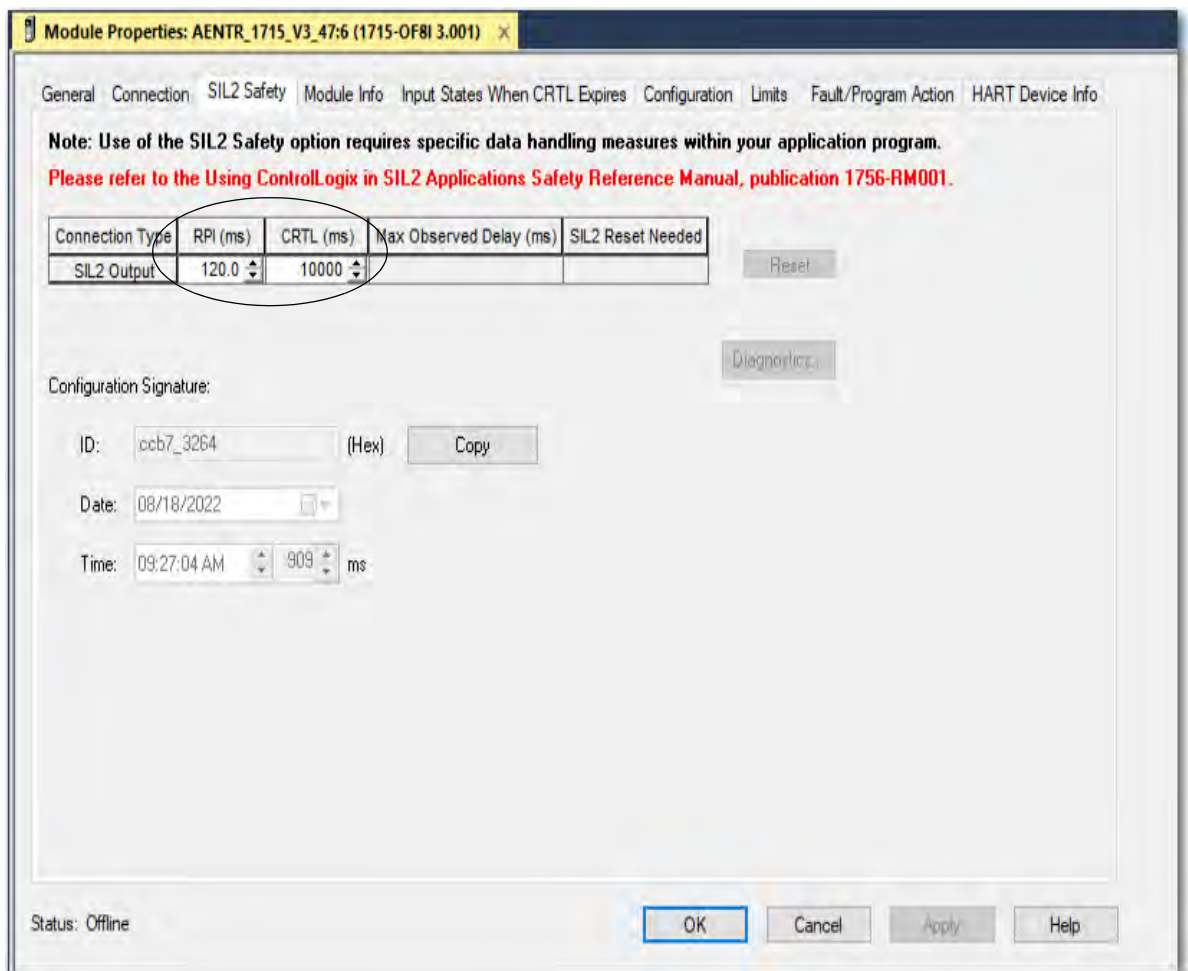 Module Properties: AENTR_1715_V3_47:6 (1715-OF8I 3.001) ×
General Connection SIL2 Safety Module Info Input States When CRTL Expires Configuration Limits Fault/Program Action HART Device Info
Note: Use of the SIL2 Safety option requires specific data handling measures within your application program.
Please refer to the Using ControlLogix in SIL2 Applications Safety Reference Manual, publication 1756-RM001.
Connection Type RPI (ms) CRTL (ms) Max Observed Delay (ms) SIL2 Reset Needed
SIL2 Output 120.0 10000
Reset
Diagnostics...
Configuration Signature:
ID: ccb7_3264 (Hex) Copy
Date: 08/18/2022
Time: 09:27:04 AM 909 ms
Status: Offline
OK Cancel Apply Help